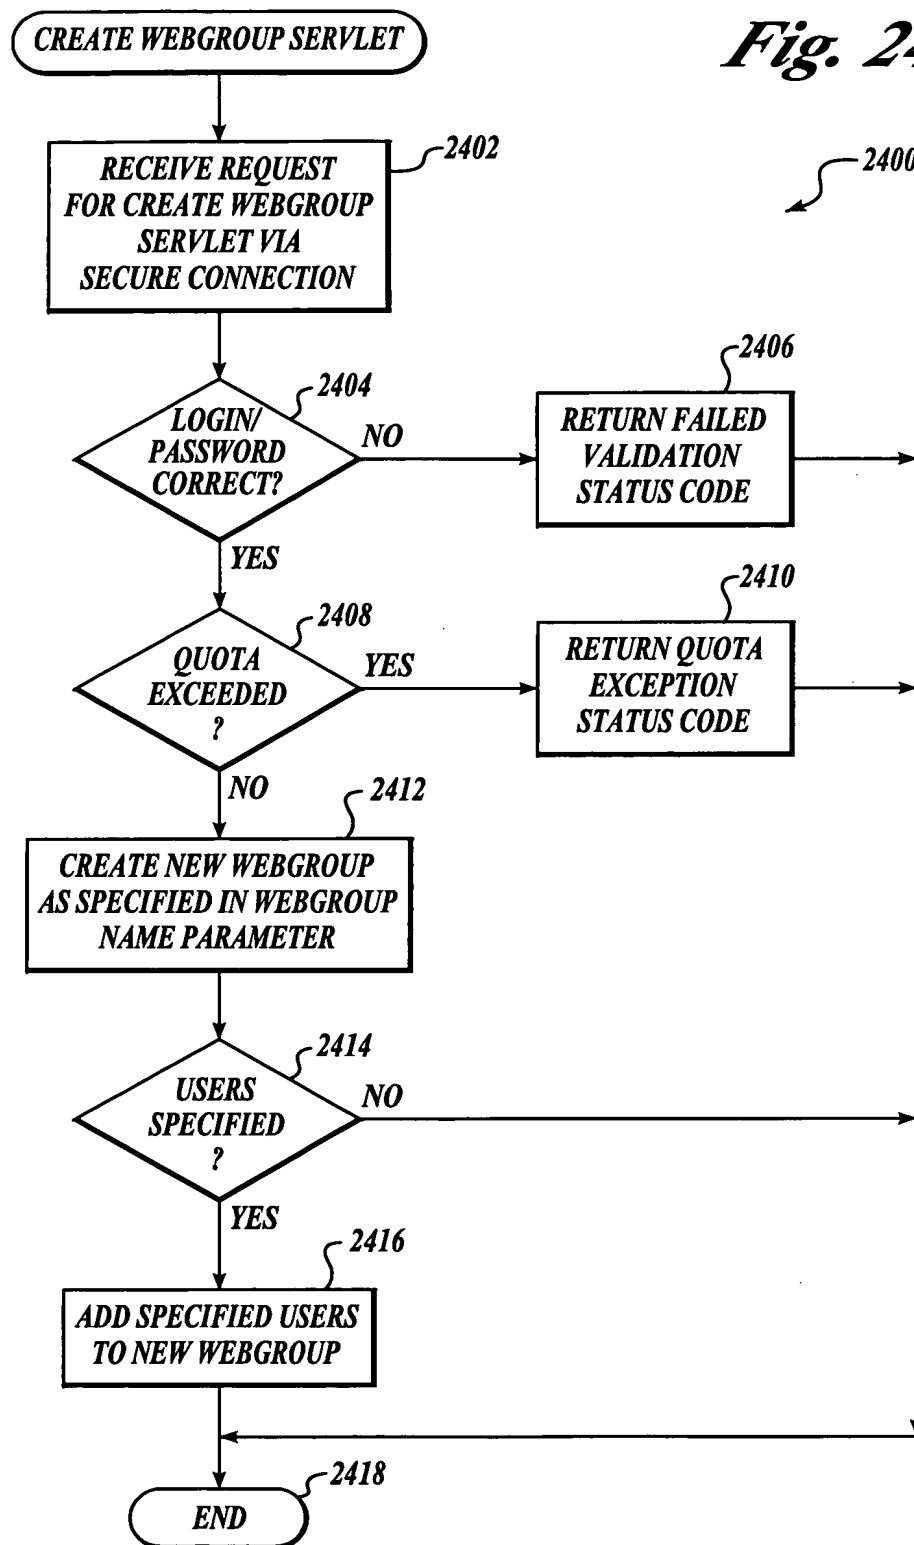 CREATE WEBGROUP SERVLET
Fig. 24
2402
2400
RECEIVE REQUEST
FOR CREATE WEBGROUP
SERVLET VIA
SECURE CONNECTION
2404
2406
LOGIN/
PASSWORD
CORRECT?
NO
RETURN FAILED
VALIDATION
STATUS CODE
YES
2408
2410
QUOTA
EXCEEDED
?
YES
RETURN QUOTA
EXCEPTION
STATUS CODE
NO
2412
CREATE NEW WEBGROUP
AS SPECIFIED IN WEBGROUP
NAME PARAMETER
2414
USERS
SPECIFIED
?
NO
YES
2416
ADD SPECIFIED USERS
TO NEW WEBGROUP
2418
END